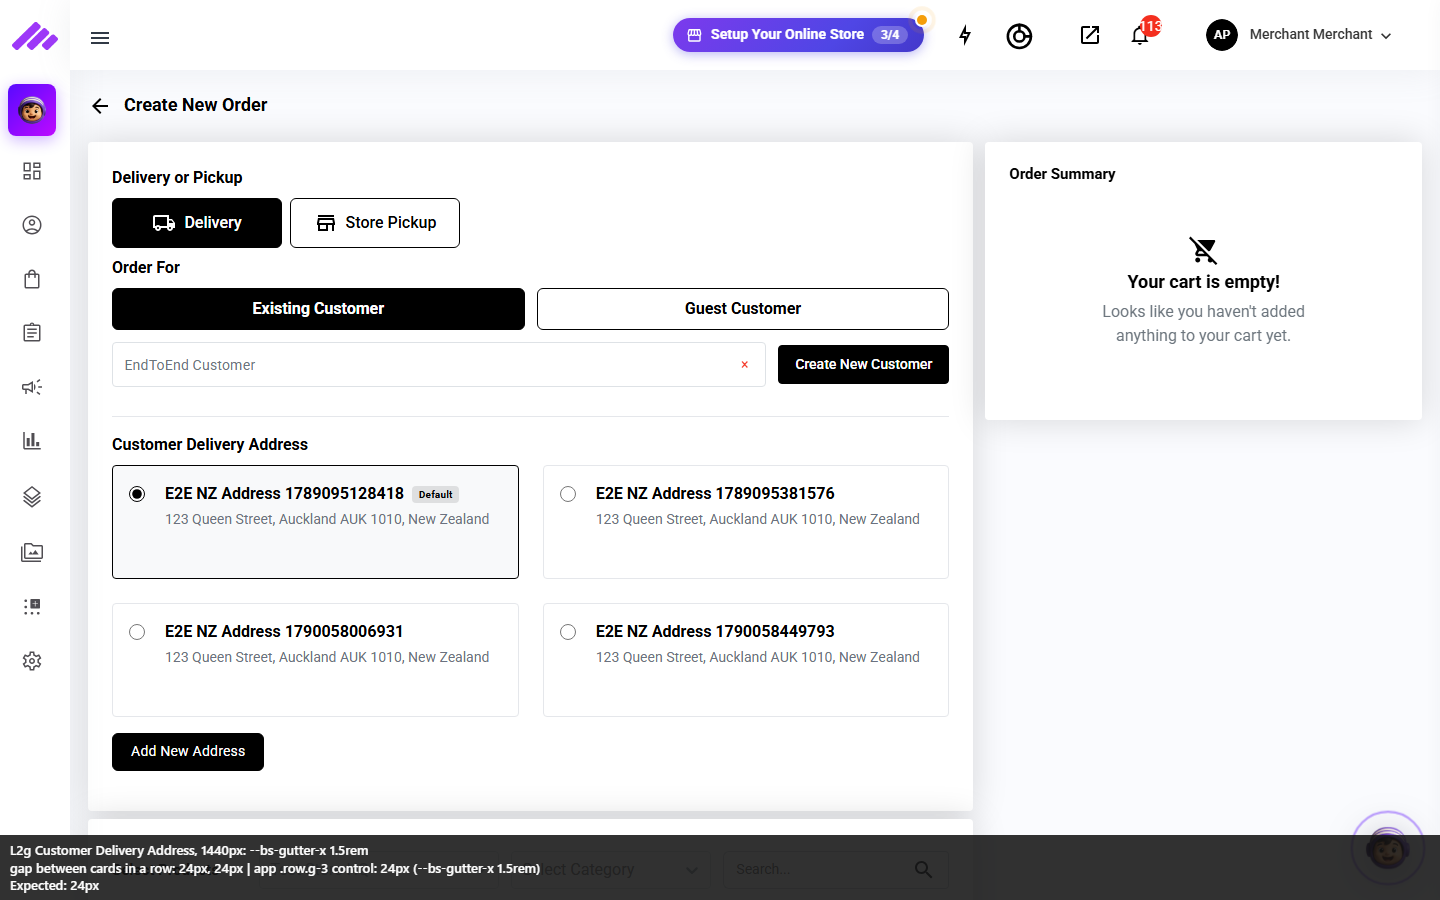 Setup Your Online Store 3/4
113
AP
Merchant Merchant
Create New Order
Delivery or Pickup
Delivery
Store Pickup
Order For
Existing Customer
Guest Customer
EndToEnd Customer
×
Create New Customer
Customer Delivery Address
E2E NZ Address 1789095128418 Default
123 Queen Street, Auckland AUK 1010, New Zealand
E2E NZ Address 1789095381576
123 Queen Street, Auckland AUK 1010, New Zealand
E2E NZ Address 1790058006931
123 Queen Street, Auckland AUK 1010, New Zealand
E2E NZ Address 1790058449793
123 Queen Street, Auckland AUK 1010, New Zealand
Add New Address
Order Summary
Your cart is empty!
Looks like you haven't added
anything to your cart yet.
L2g Customer Delivery Address, 1440px: --bs-gutter-x 1.5rem
gap between cards in a row: 24px, 24px | app .row.g-3 control: 24px (--bs-gutter-x 1.5rem)
Expected: 24px
Category
Search...